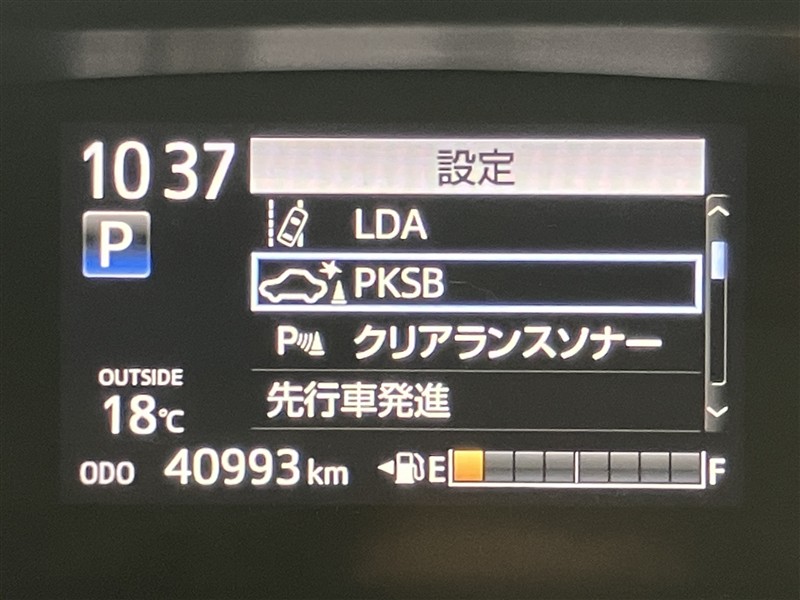 10 37
設定
P
LDA
PKSB
P クリアランスソナー
先行車発進
OUTSIDE
18℃
ODO 40993 km
E F